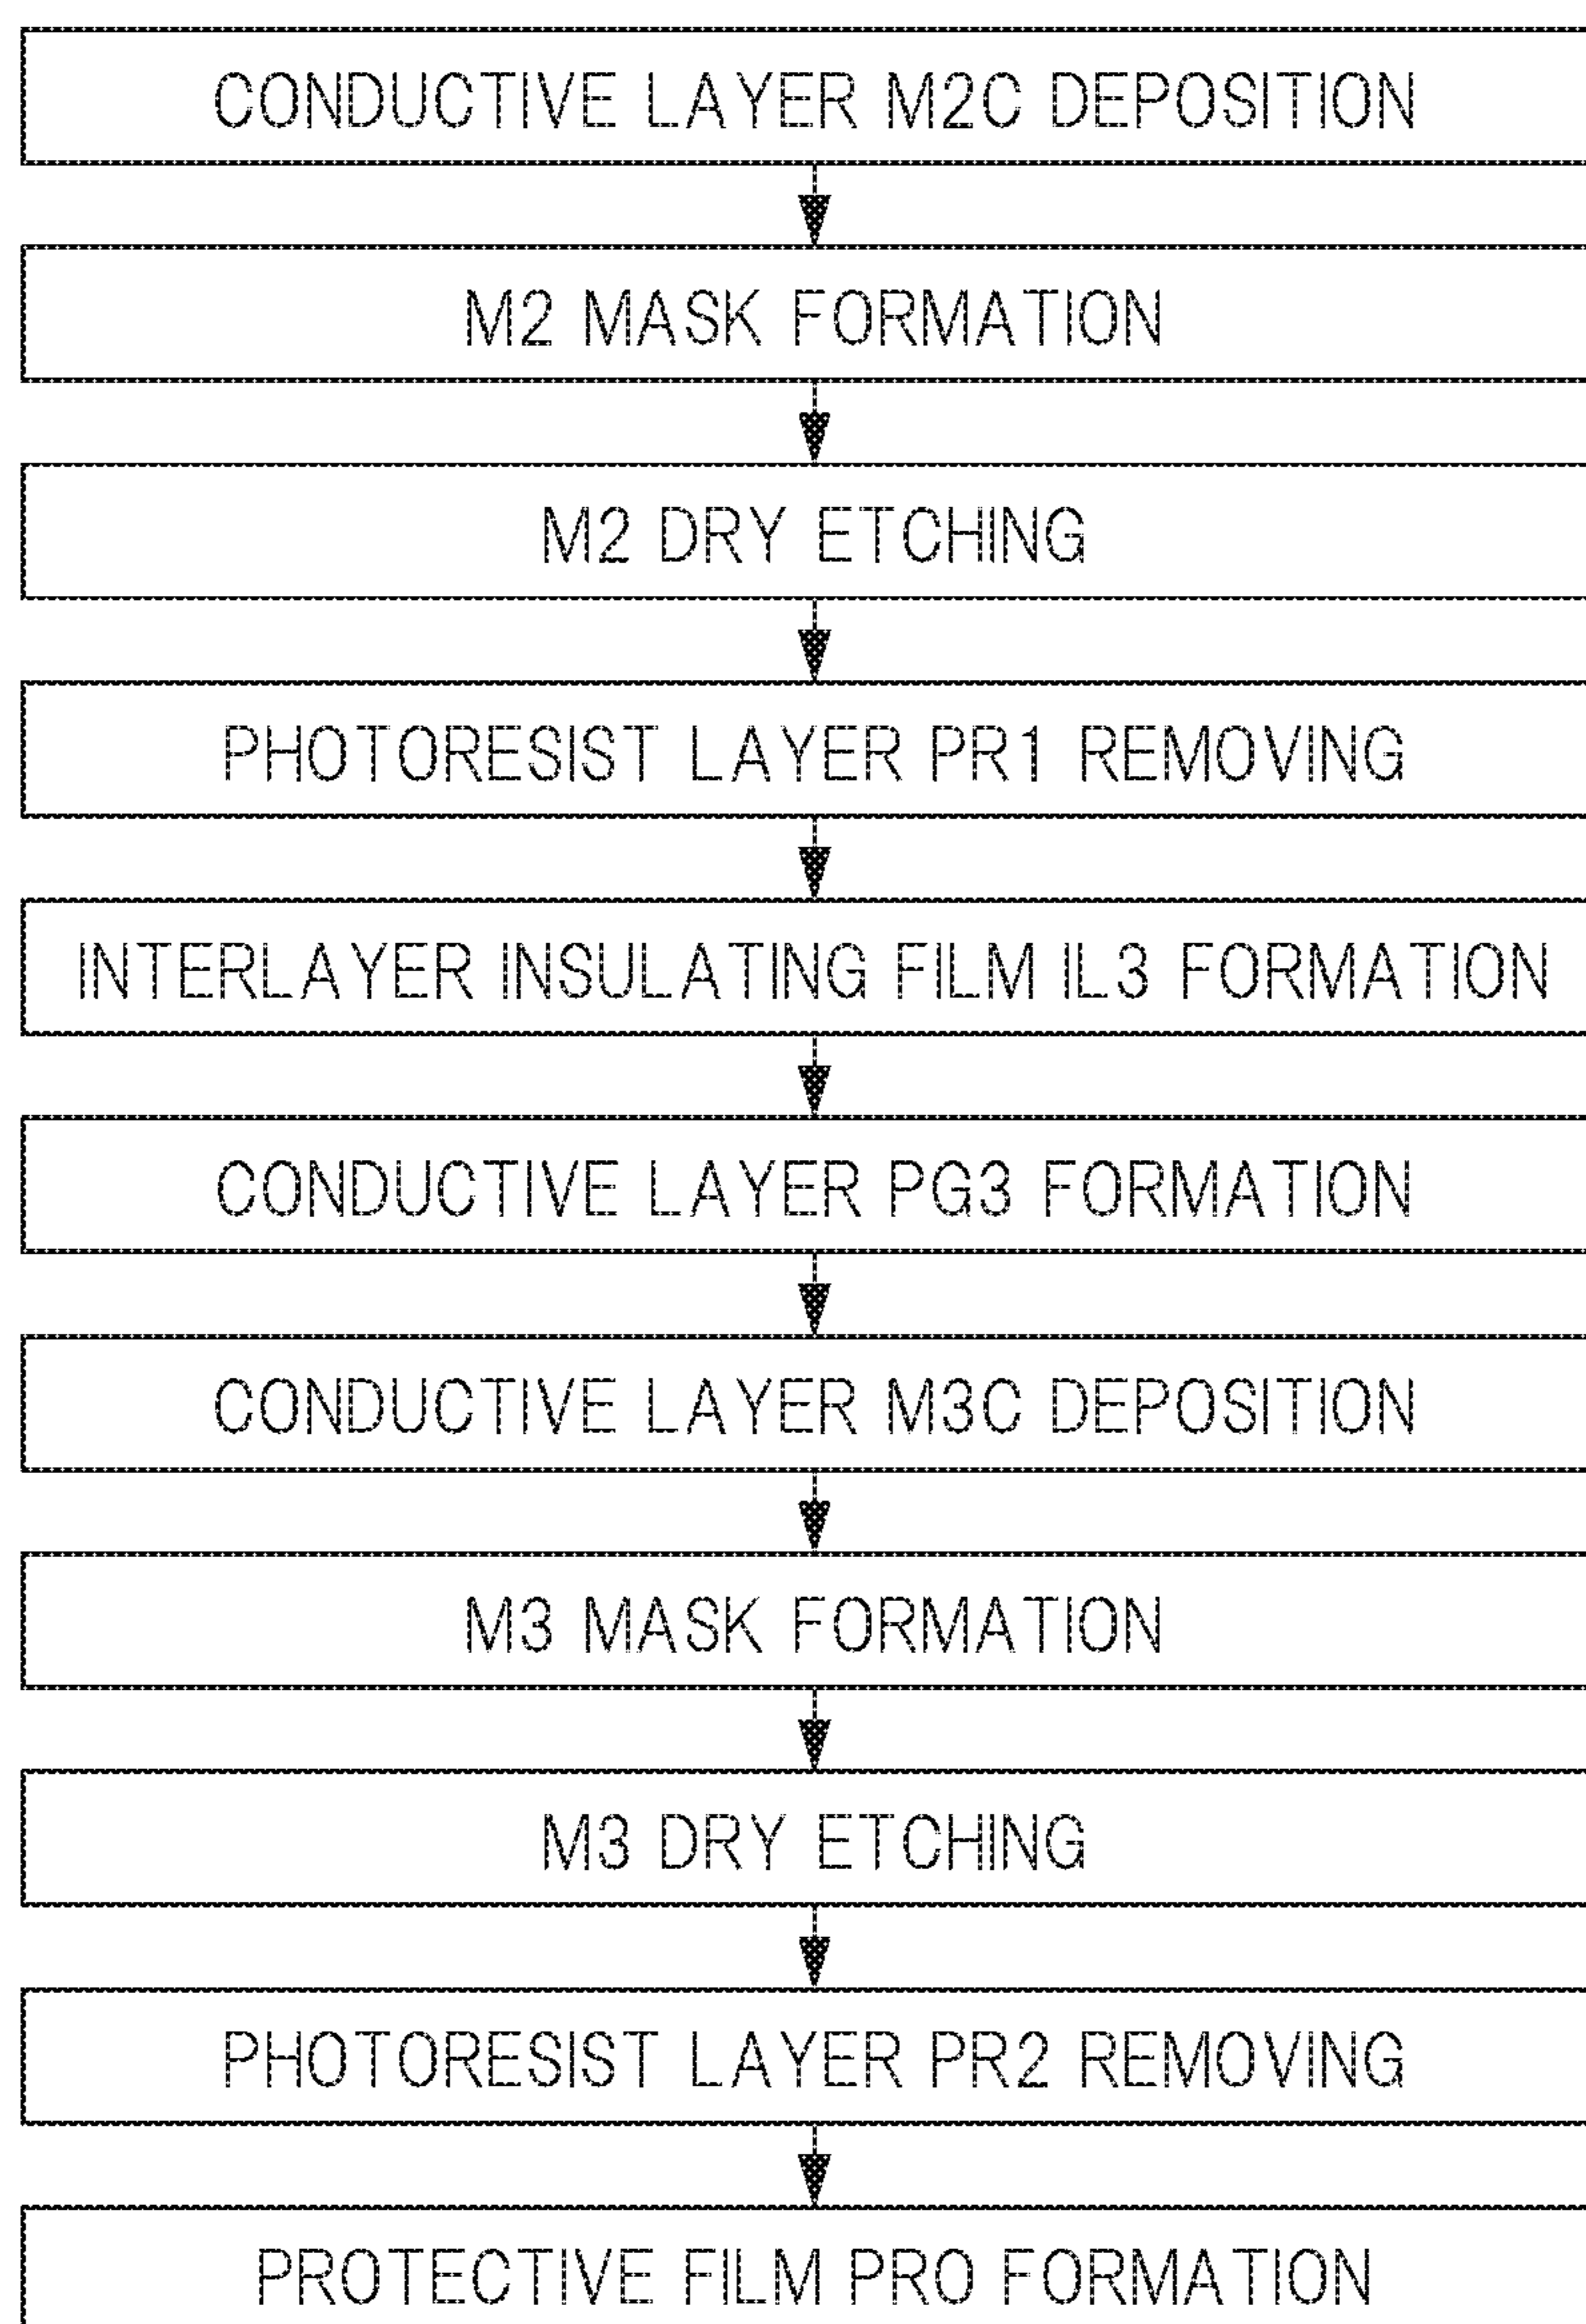 CONDUCTIVE LAYER M2C DEPOSITION
M2 MASK FORMATION
M2 DRY ETCHING
PHOTORESIST LAYER PR1 REMOVING
INTERLAYER INSULATING FILM IL3 FORMATION
CONDUCTIVE LAYER PG3 FORMATION
CONDUCTIVE LAYER M3C DEPOSITION
M3 MASK FORMATION
M3 DRY ETCHING
PHOTORESIST LAYER PR2 REMOVING
PROTECTIVE FILM PRO FORMATION